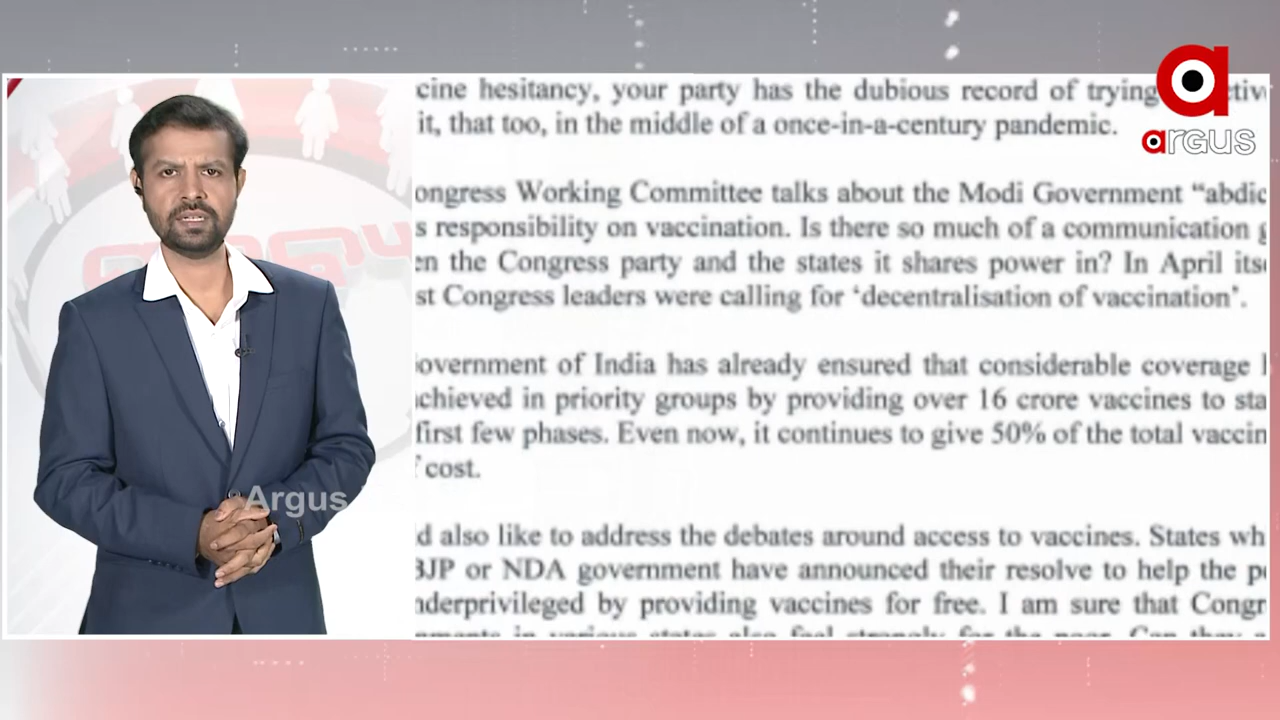 cine hesitancy, your party has the dubious record of trying
it, that too, in the middle of a once-in-a-century pandemic.
ongress Working Committee talks about the Modi Government “abdic
s responsibility on vaccination. Is there so much of a communication g
en the Congress party and the states it shares power in? In April its
st Congress leaders were calling for ‘decentralisation of vaccination’.
overnment of India has already ensured that considerable coverage
achieved in priority groups by providing over 16 crore vaccines to sta
first few phases. Even now, it continues to give 50% of the total vaccin
f cost.
d also like to address the debates around access to vaccines. States wh
BJP or NDA government have announced their resolve to help the p
nderprivileged by providing vaccines for free. I am sure that Congr
a
argus
Argus